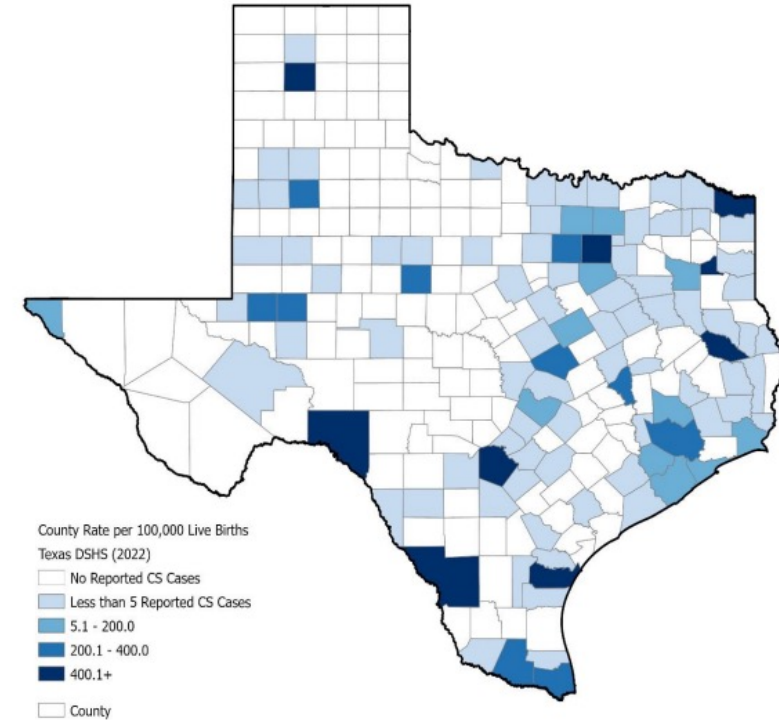 County Rate per 100,000 Live Births
Texas DSHS (2022)
No Reported CS Cases
Less than 5 Reported CS Cases
5.1 - 200.0
200.1 - 400.0
400.1+
County